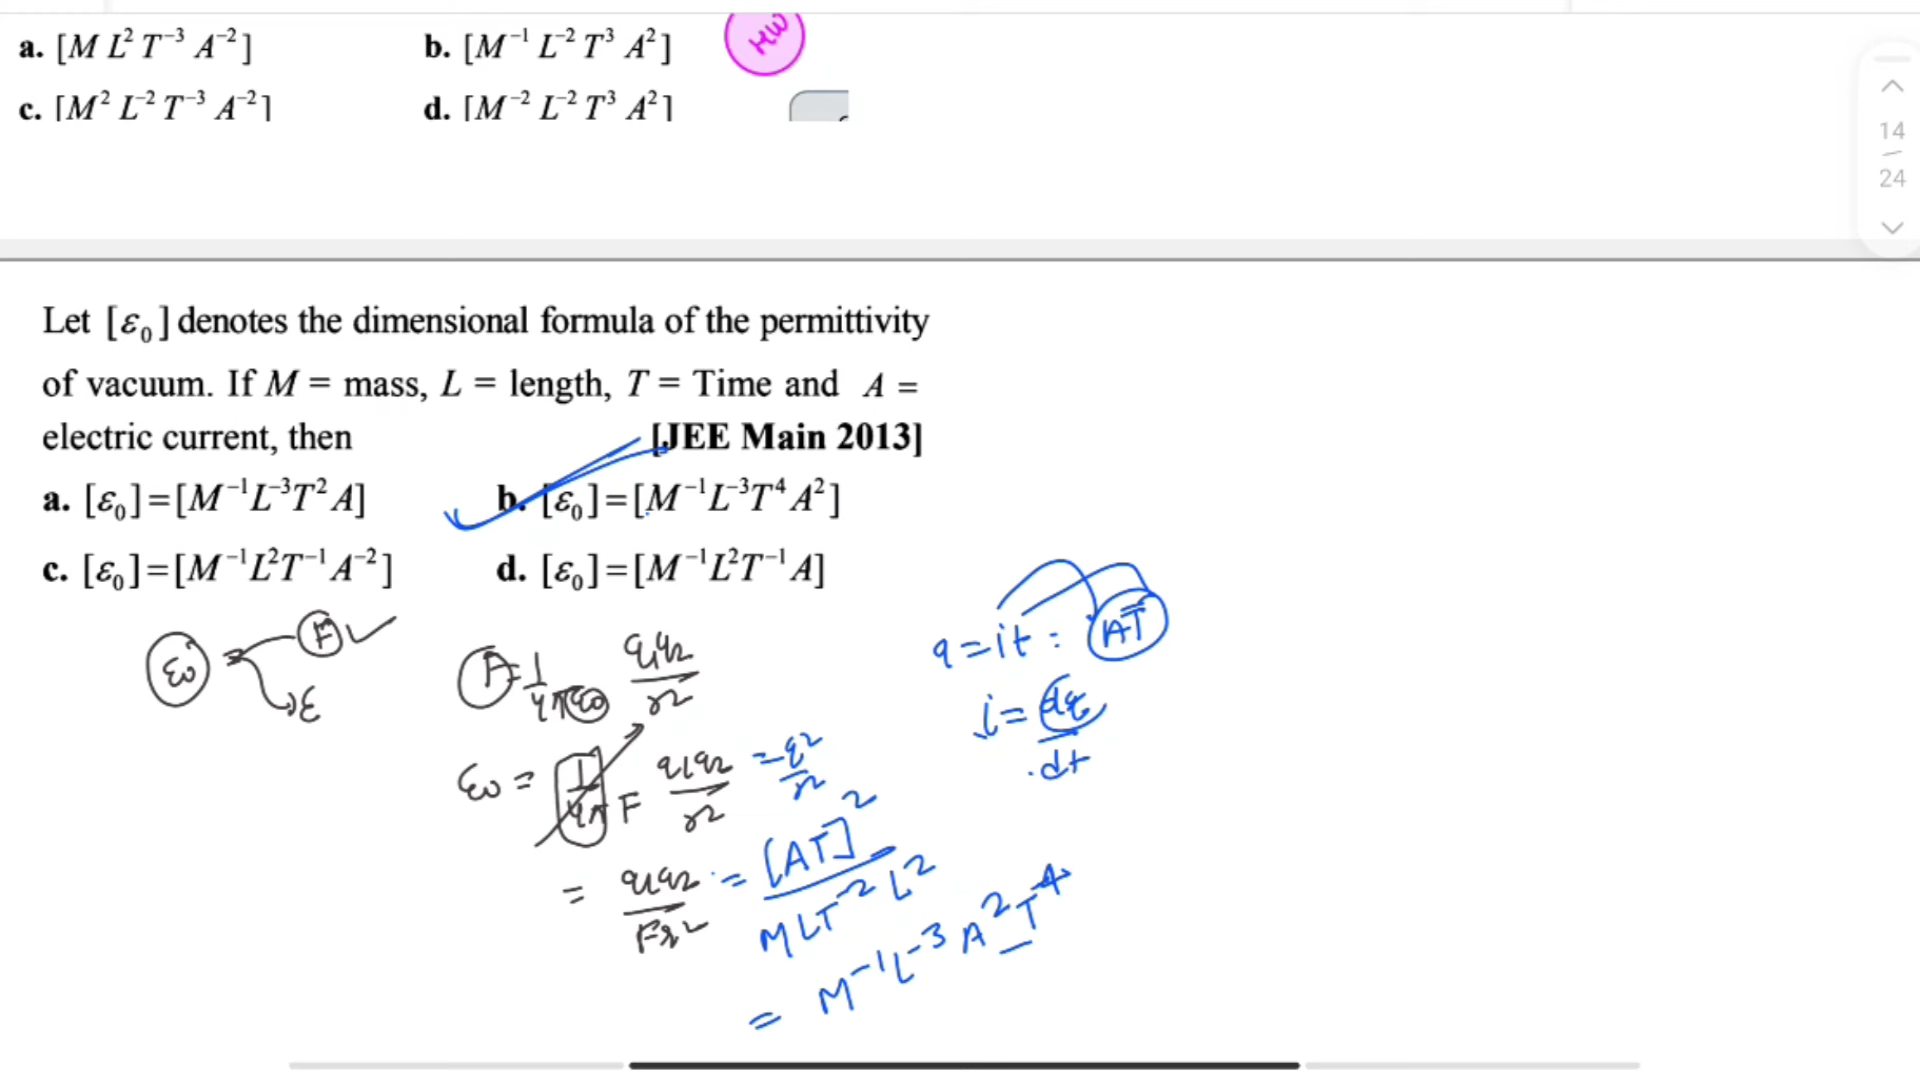 a. [M L² T⁻³ A⁻²] b. [M⁻¹ L⁻² T³ A²] HW
c. [M² L⁻² T⁻³ A⁻²] d. [M⁻² L⁻² T³ A²]
14
24
Let [ε₀] denotes the dimensional formula of the permittivity
of vacuum. If M = mass, L = length, T = Time and A =
electric current, then [JEE Main 2013]
a. [ε₀]=[M⁻¹L⁻³T²A] b. [ε₀]=[M⁻¹L⁻³T⁴A²]
c. [ε₀]=[M⁻¹L²T⁻¹A⁻²] d. [ε₀]=[M⁻¹L²T⁻¹A]
ε₀ F
ε
F = 1/4πε₀ q₁q₂/r²
q = it : AT
i = dq/dt
ε₀ = 1/4πF q₁q₂/r² = q²/r²
= q₁q₂/Fr² = [AT]²/MLT⁻²L²
= M⁻¹L⁻³A²T⁴